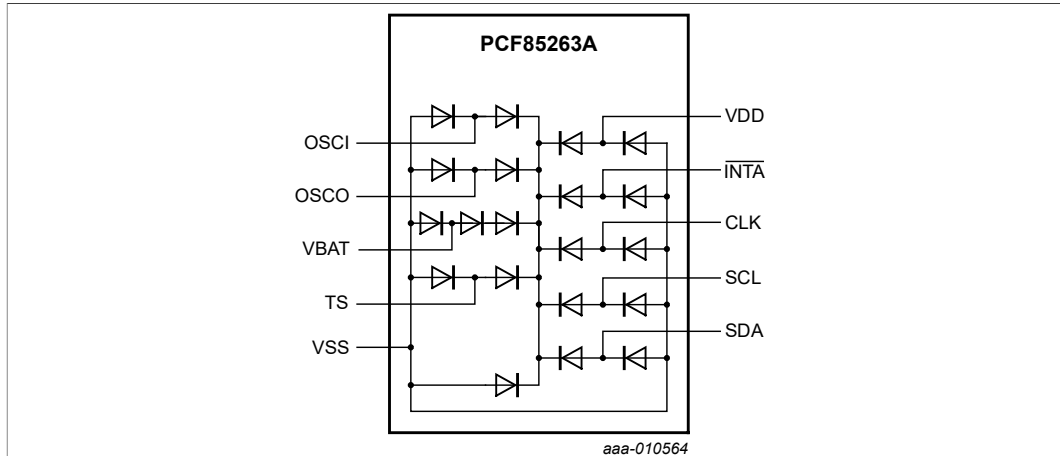 PCF85263A
OSCI
OSCO
VBAT
TS
VSS
VDD
INTA
CLK
SCL
SDA
aaa-010564